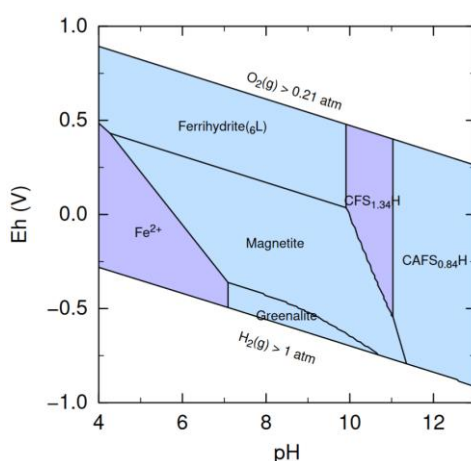 1.0
O₂(g) > 0.21 atm
Ferrihydrite(₆L)
0.5
CFS₁.₃₄H
Eh (V)
0.0
Fe²⁺
Magnetite
CAFS₀.₈₄H
-0.5
Greenalite
H₂(g) > 1 atm
-1.0
4 6 8 10 12
pH